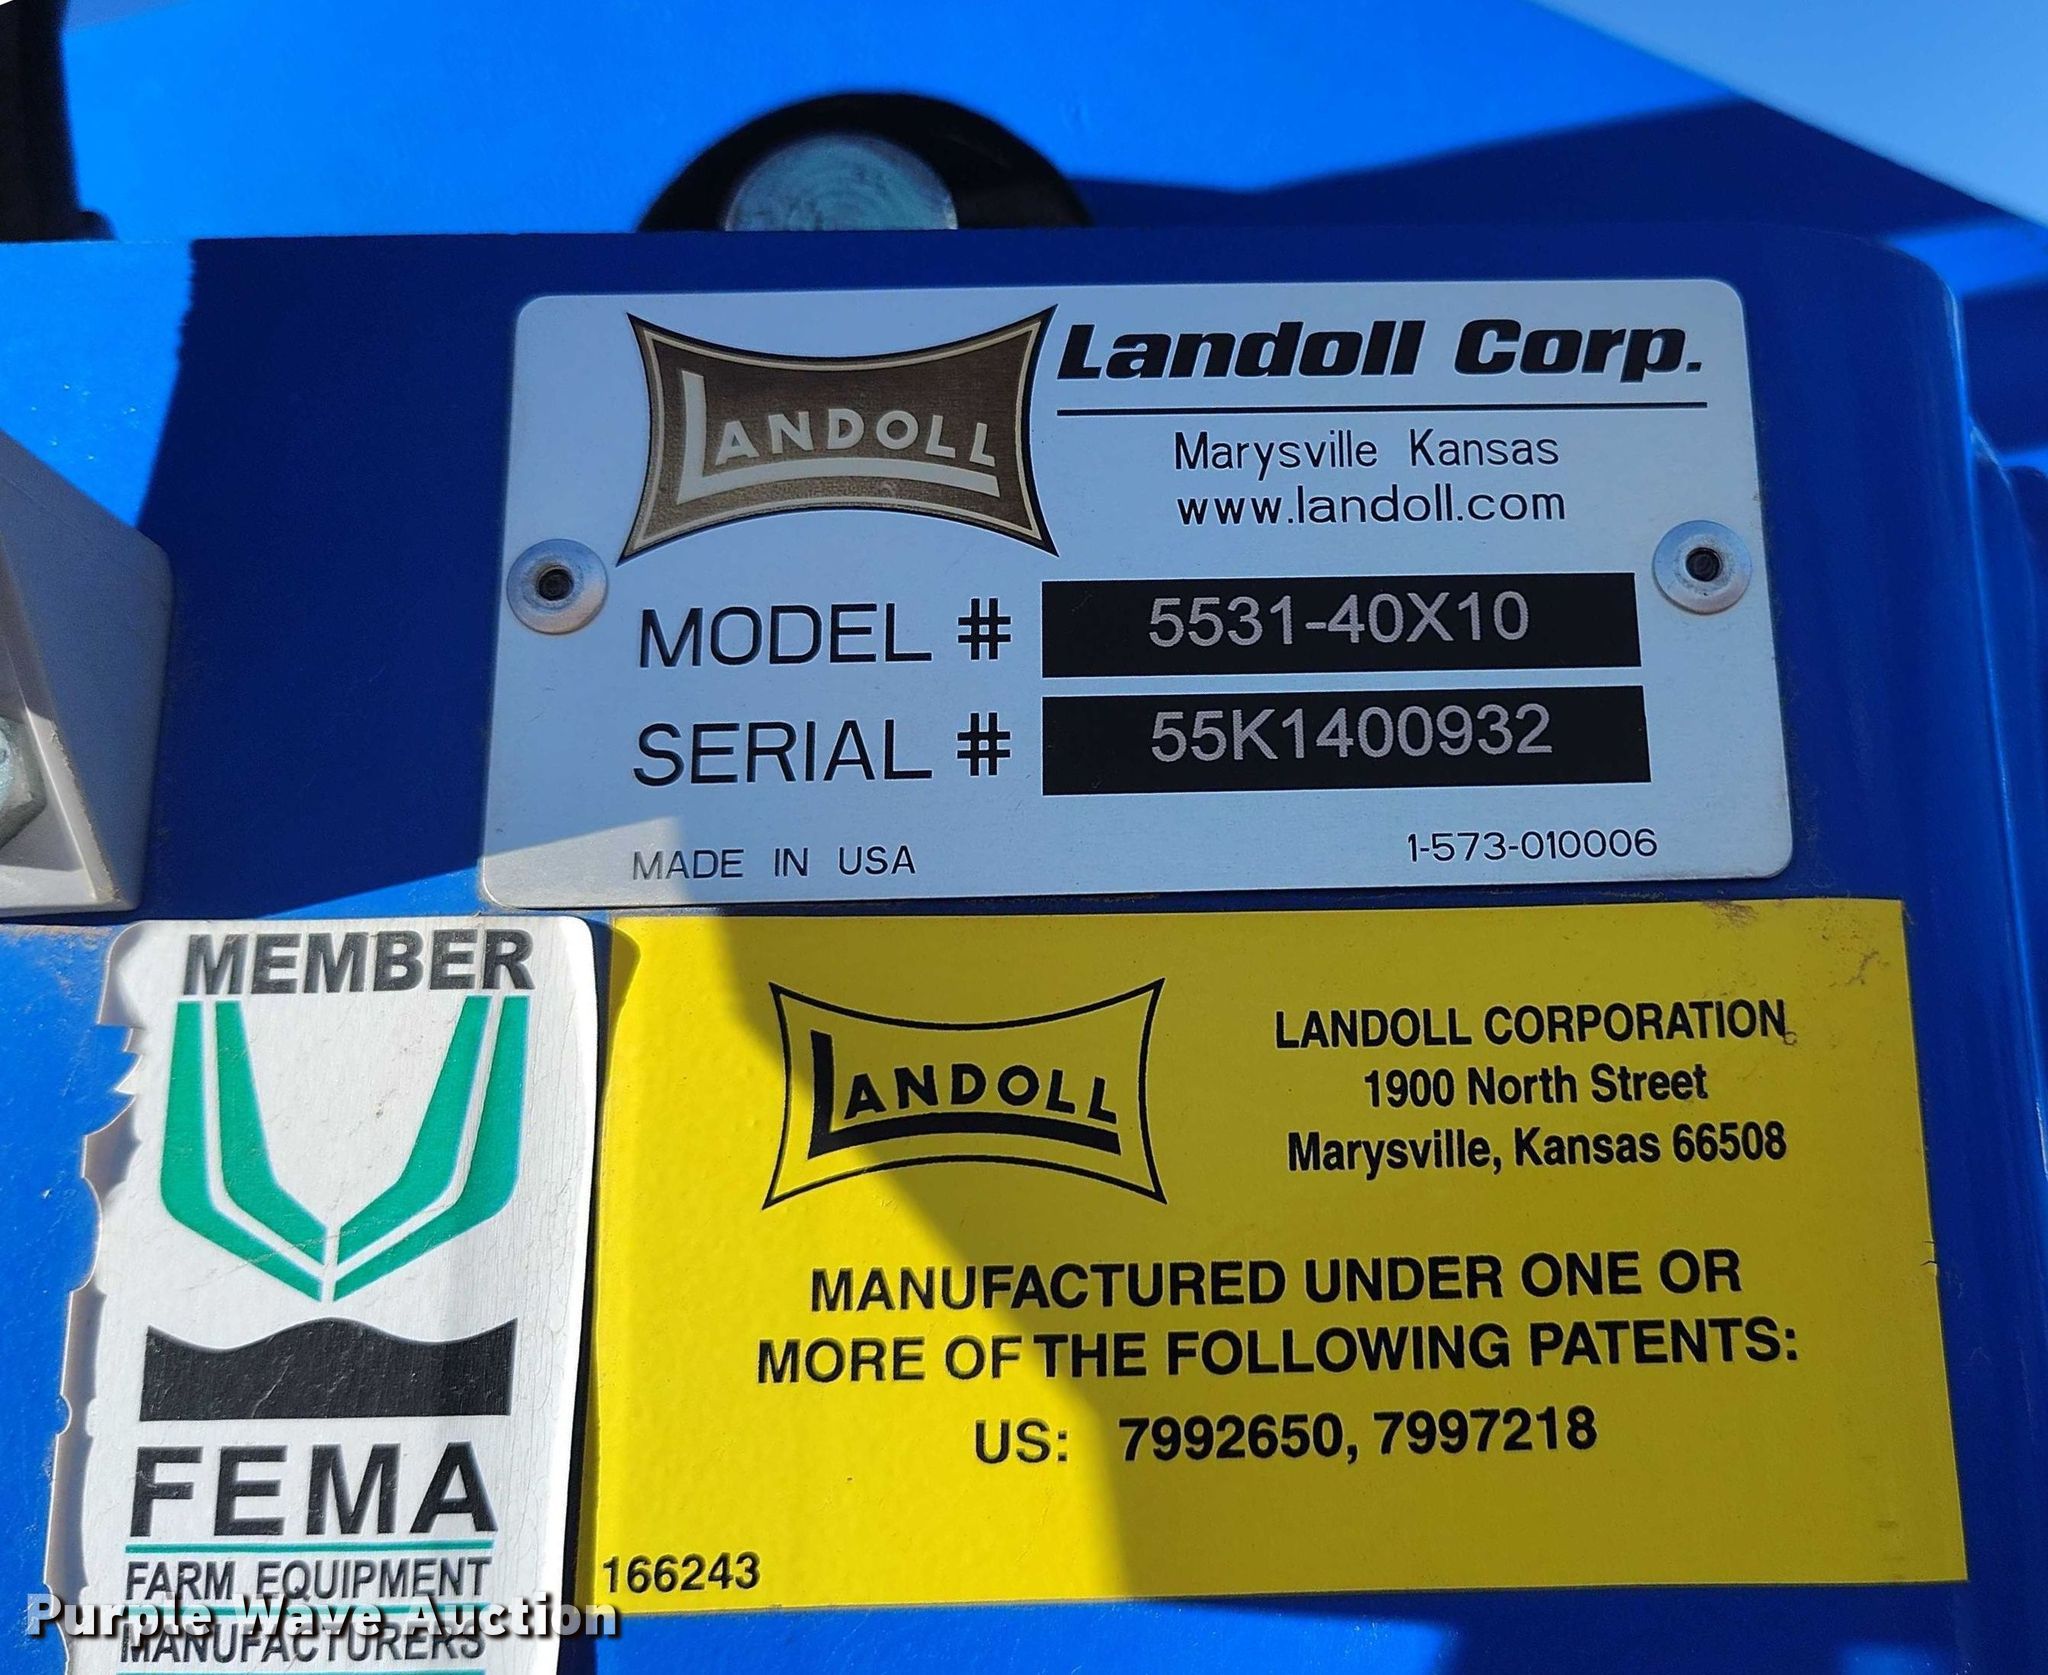 LANDOLL
Landoll Corp.
Marysville Kansas
www.landoll.com
MODEL # 5531-40X10
SERIAL # 55K1400932
MADE IN USA 1-573-010006
MEMBER
FEMA
FARM EQUIPMENT
MANUFACTURERS
LANDOLL
LANDOLL CORPORATION
1900 North Street
Marysville, Kansas 66508
MANUFACTURED UNDER ONE OR
MORE OF THE FOLLOWING PATENTS:
US: 7992650, 7997218
166243
Purple Wave Auction